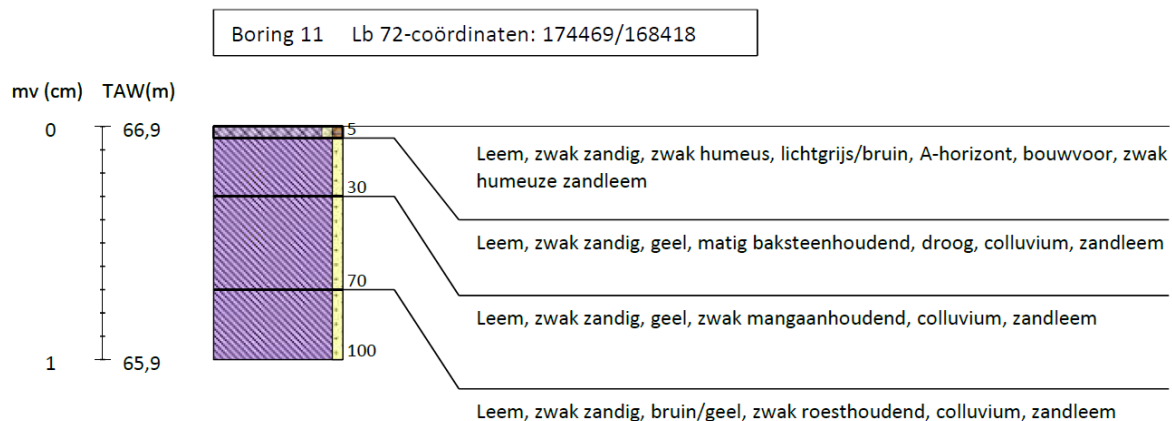 Boring 11 Lb 72-coördinaten: 174469/168418
mv (cm) TAW(m)
0 66,9
5
Leem, zwak zandig, zwak humeus, lichtgrijs/bruin, A-horizont, bouwvoor, zwak
humeuze zandleem
30
Leem, zwak zandig, geel, matig baksteenhoudend, droog, colluvium, zandleem
70
Leem, zwak zandig, geel, zwak mangaanhoudend, colluvium, zandleem
100
1 65,9
Leem, zwak zandig, bruin/geel, zwak roesthoudend, colluvium, zandleem